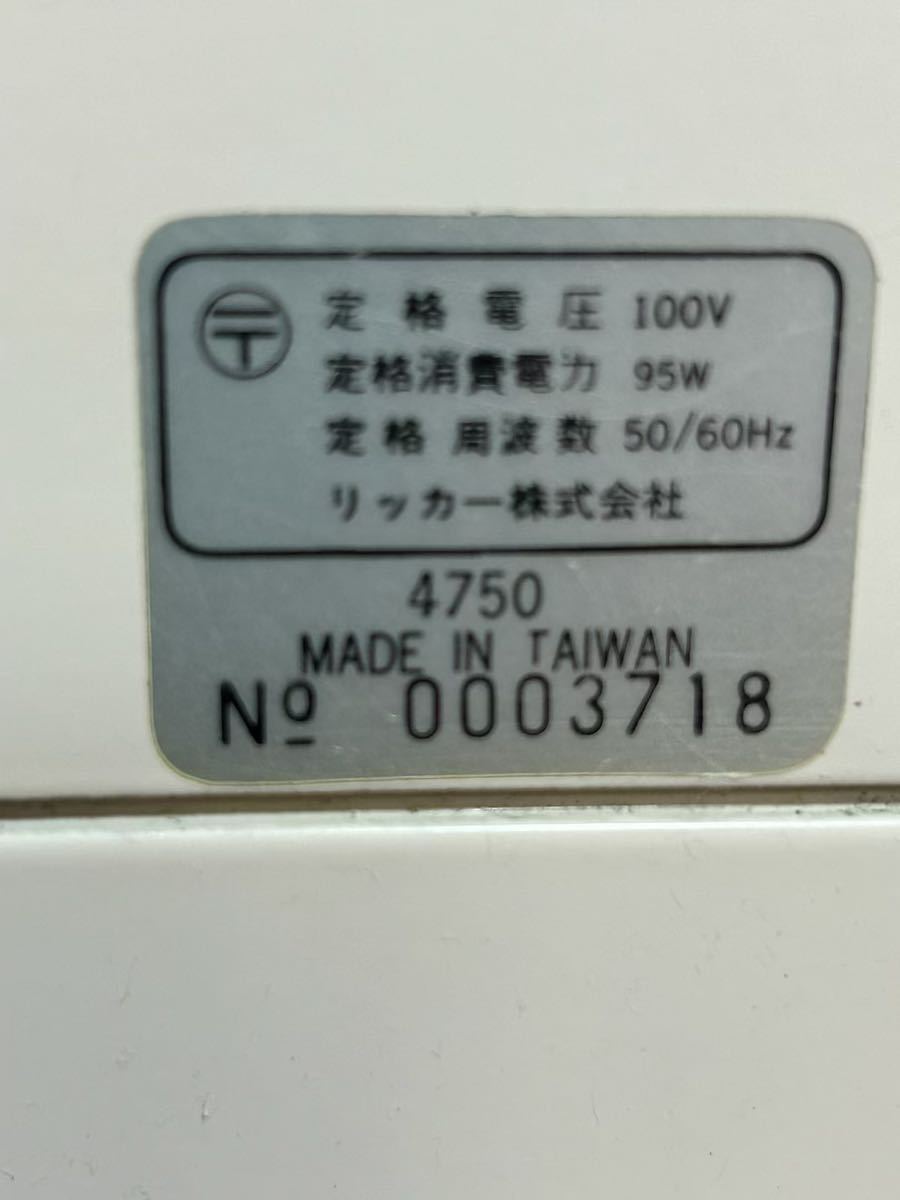 〒 定格電圧 100V
定格消費電力 95W
定格周波数 50/60Hz
リッカー株式会社
4750
MADE IN TAIWAN
Nº 0003718